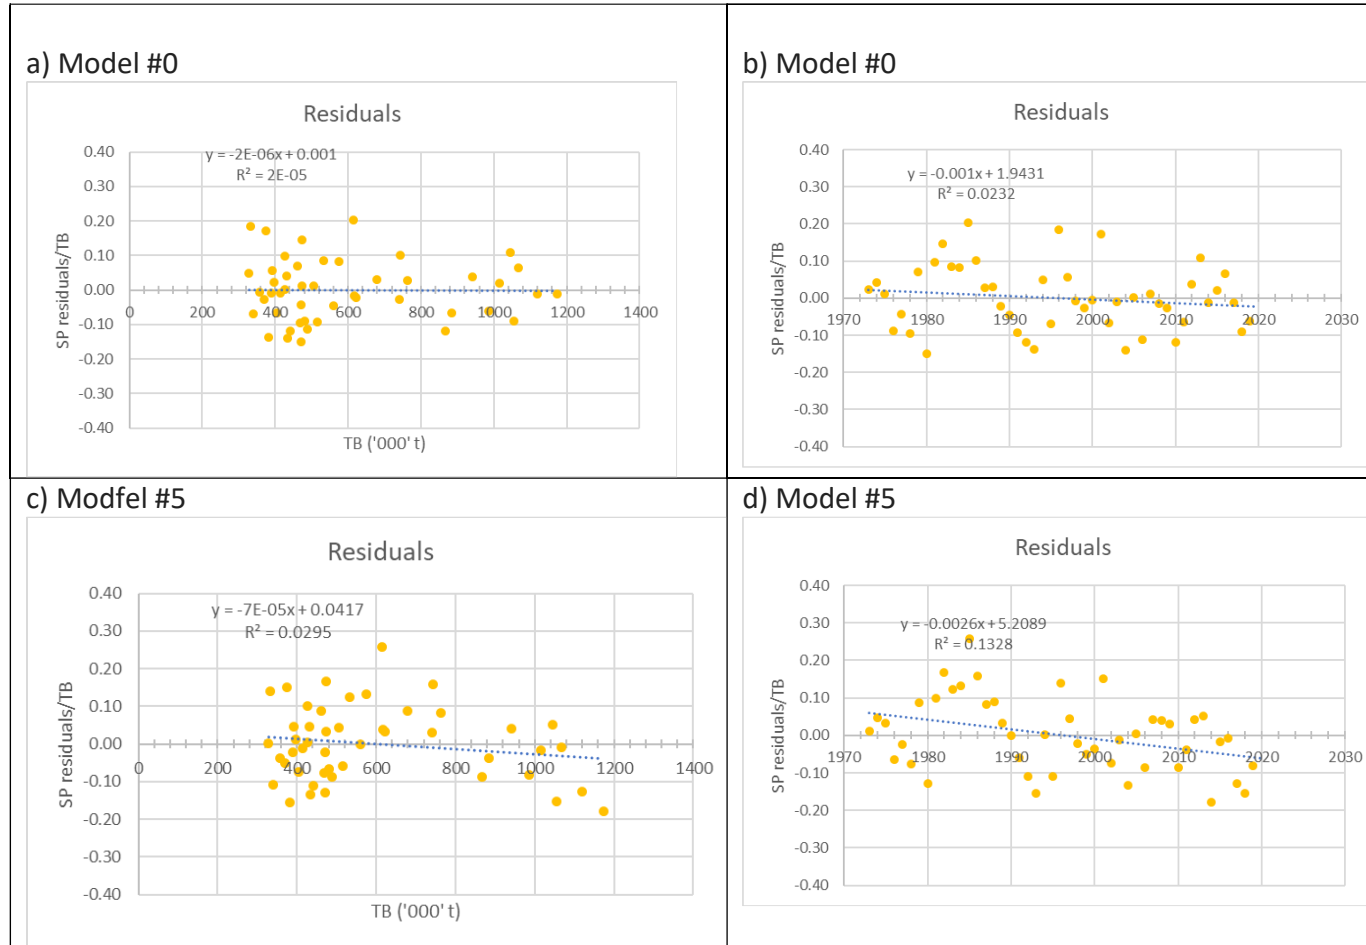 a) Model #0
Residuals
y = -2E-06x + 0.001
R² = 2E-05
0.40
0.30
0.20
0.10
0.00
-0.10
-0.20
-0.30
-0.40
0 200 400 600 800 1000 1200 1400
SP residuals/TB
TB ('000' t)
b) Model #0
Residuals
y = -0.001x + 1.9431
R² = 0.0232
0.40
0.30
0.20
0.10
0.00
-0.10
-0.20
-0.30
-0.40
1970 1980 1990 2000 2010 2020 2030
SP residuals/TB
c) Modfel #5
Residuals
y = -7E-05x + 0.0417
R² = 0.0295
0.40
0.30
0.20
0.10
0.00
-0.10
-0.20
-0.30
-0.40
0 200 400 600 800 1000 1200 1400
SP residuals/TB
TB ('000' t)
d) Model #5
Residuals
y = -0.0026x + 5.2089
R² = 0.1328
0.40
0.30
0.20
0.10
0.00
-0.10
-0.20
-0.30
-0.40
1970 1980 1990 2000 2010 2020 2030
SP residuals/TB